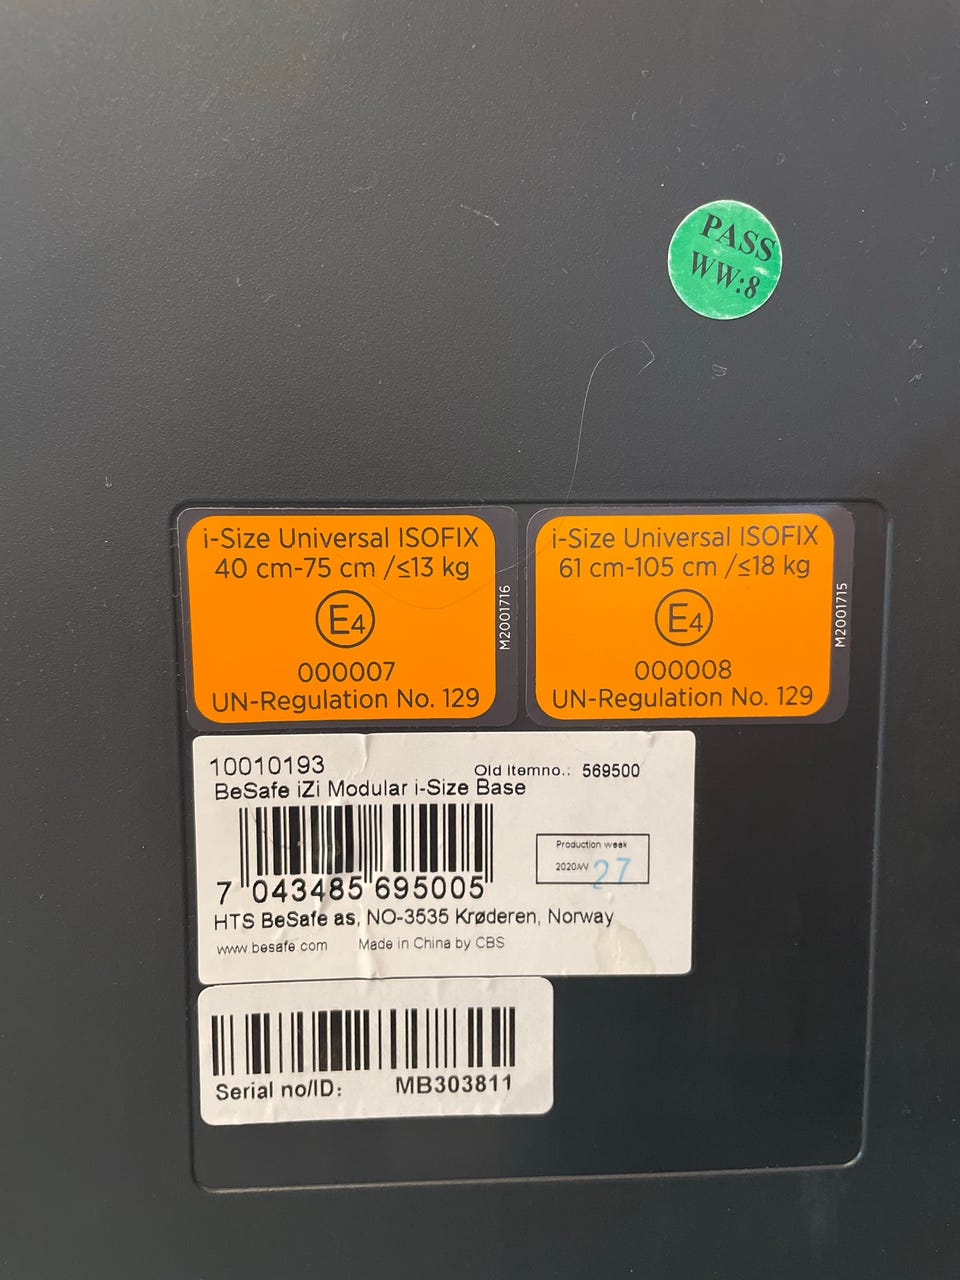 PASS
WW:8
i-Size Universal ISOFIX
40 cm-75 cm /≤13 kg
E4
000007
UN-Regulation No. 129
M2001716
i-Size Universal ISOFIX
61 cm-105 cm /≤18 kg
E4
000008
UN-Regulation No. 129
M2001715
10010193
Old Itemno.: 569500
BeSafe iZi Modular i-Size Base
7 043485 695005
Production week
2020/W 27
HTS BeSafe as, NO-3535 Krøderen, Norway
www.besafe.com Made in China by CBS
Serial no/ID: MB303811